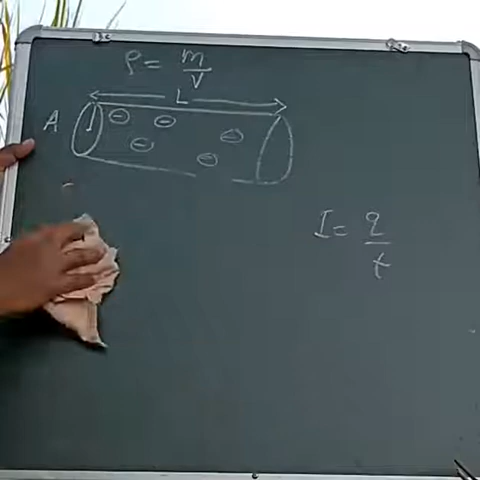 ρ = m/V
L
A
I = q/t